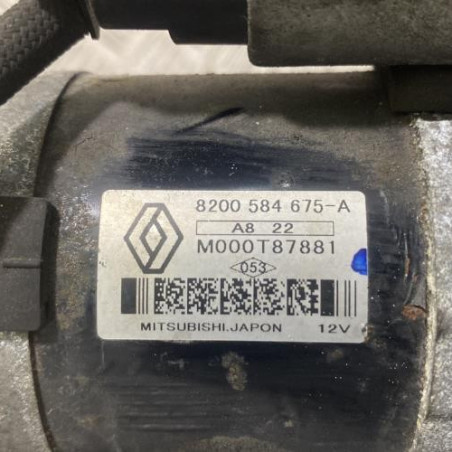 8200 584 675-A
A8 22
M000T87881
053
MITSUBISHI.JAPON 12V